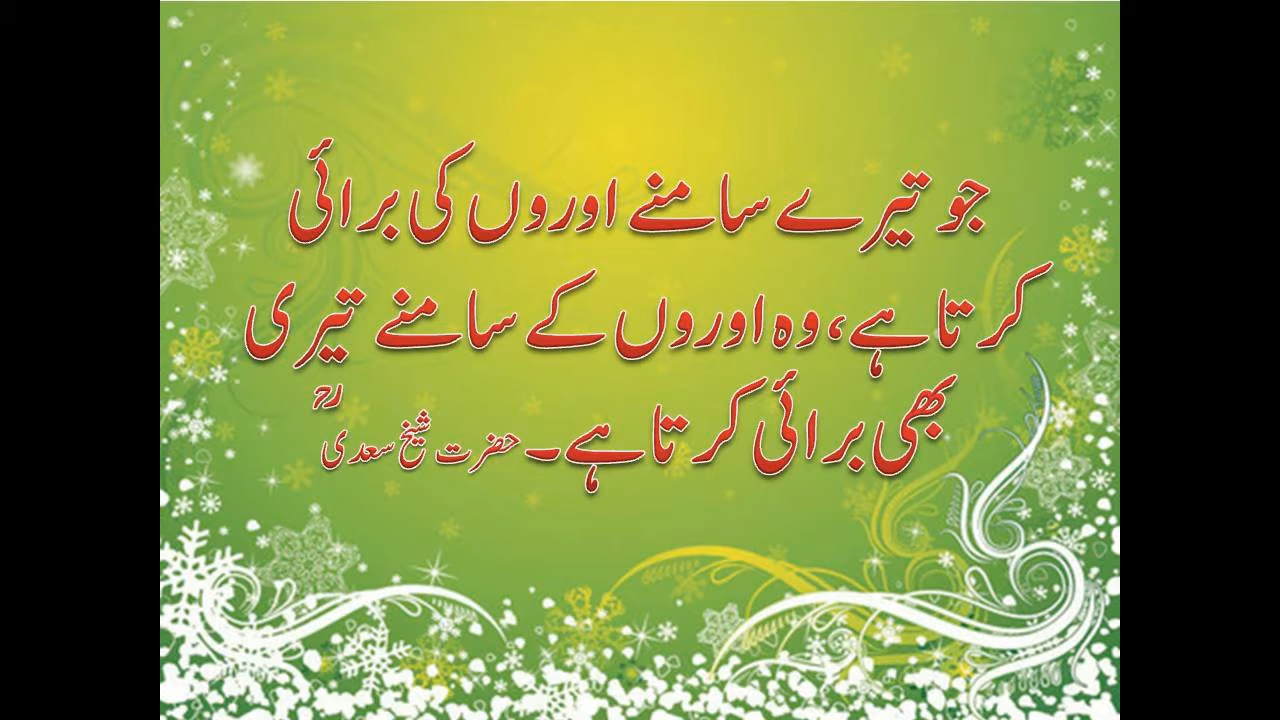 جو تیرے سامنے اوروں کی برائی
کرتا ہے، وہ اوروں کے سامنے تیری
بھی برائی کرتا ہے۔ حضرت شیخ سعدی رح